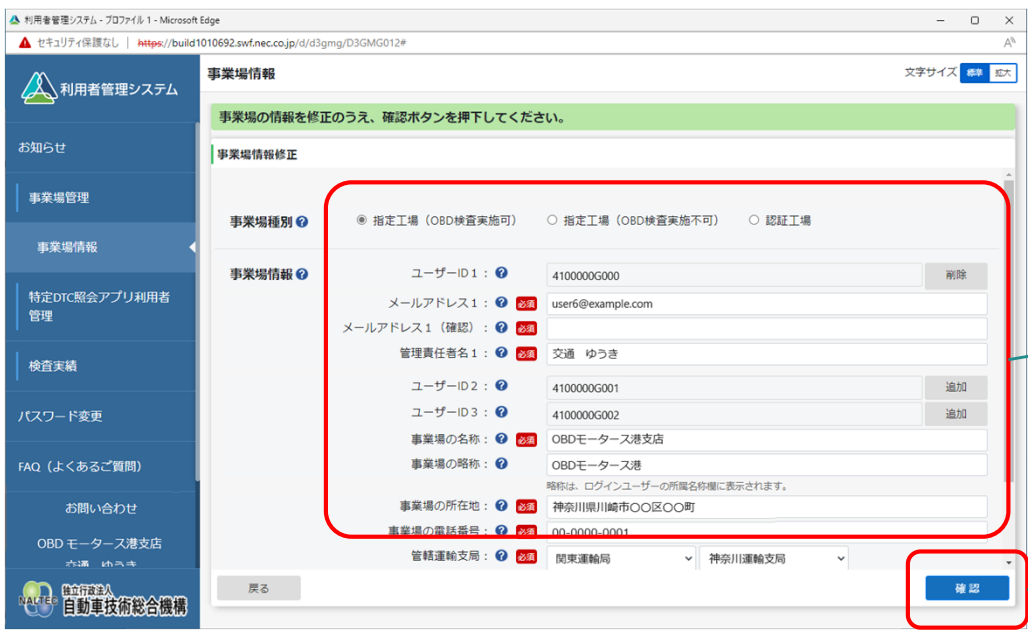 利用者管理システム - プロファイル 1 - Microsoft Edge
セキュリティ保護なし | https://build1010692.swf.nec.co.jp/d/d3gmg/D3GMG012#
利用者管理システム
お知らせ
事業場管理
事業場情報
特定DTC照会アプリ利用者
管理
検査実績
パスワード変更
FAQ（よくあるご質問）
お問い合わせ
OBD モータース港支店
交通 ゆうき
NALTEC 独立行政法人
自動車技術総合機構
事業場情報
文字サイズ 標準 拡大
事業場の情報を修正のうえ、確認ボタンを押下してください。
事業場情報修正
事業場種別 ? 指定工場（OBD検査実施可） 指定工場（OBD検査実施不可） 認証工場
事業場情報 ? ユーザーID１： ? 4100000G000 削除
メールアドレス１： ? 必須 user6@example.com
メールアドレス１（確認）： ? 必須
管理責任者名１： ? 必須 交通　ゆうき
ユーザーID２： ? 4100000G001 追加
ユーザーID３： ? 4100000G002 追加
事業場の名称： ? 必須 OBDモータース港支店
事業場の略称： ? OBDモータース港
略称は、ログインユーザーの所属名称欄に表示されます。
事業場の所在地： ? 必須 神奈川県川崎市〇〇区〇〇町
事業場の電話番号： ? 必須 00-0000-0001
管轄運輸支局： ? 必須 関東運輸局 神奈川運輸支局
戻る
確認